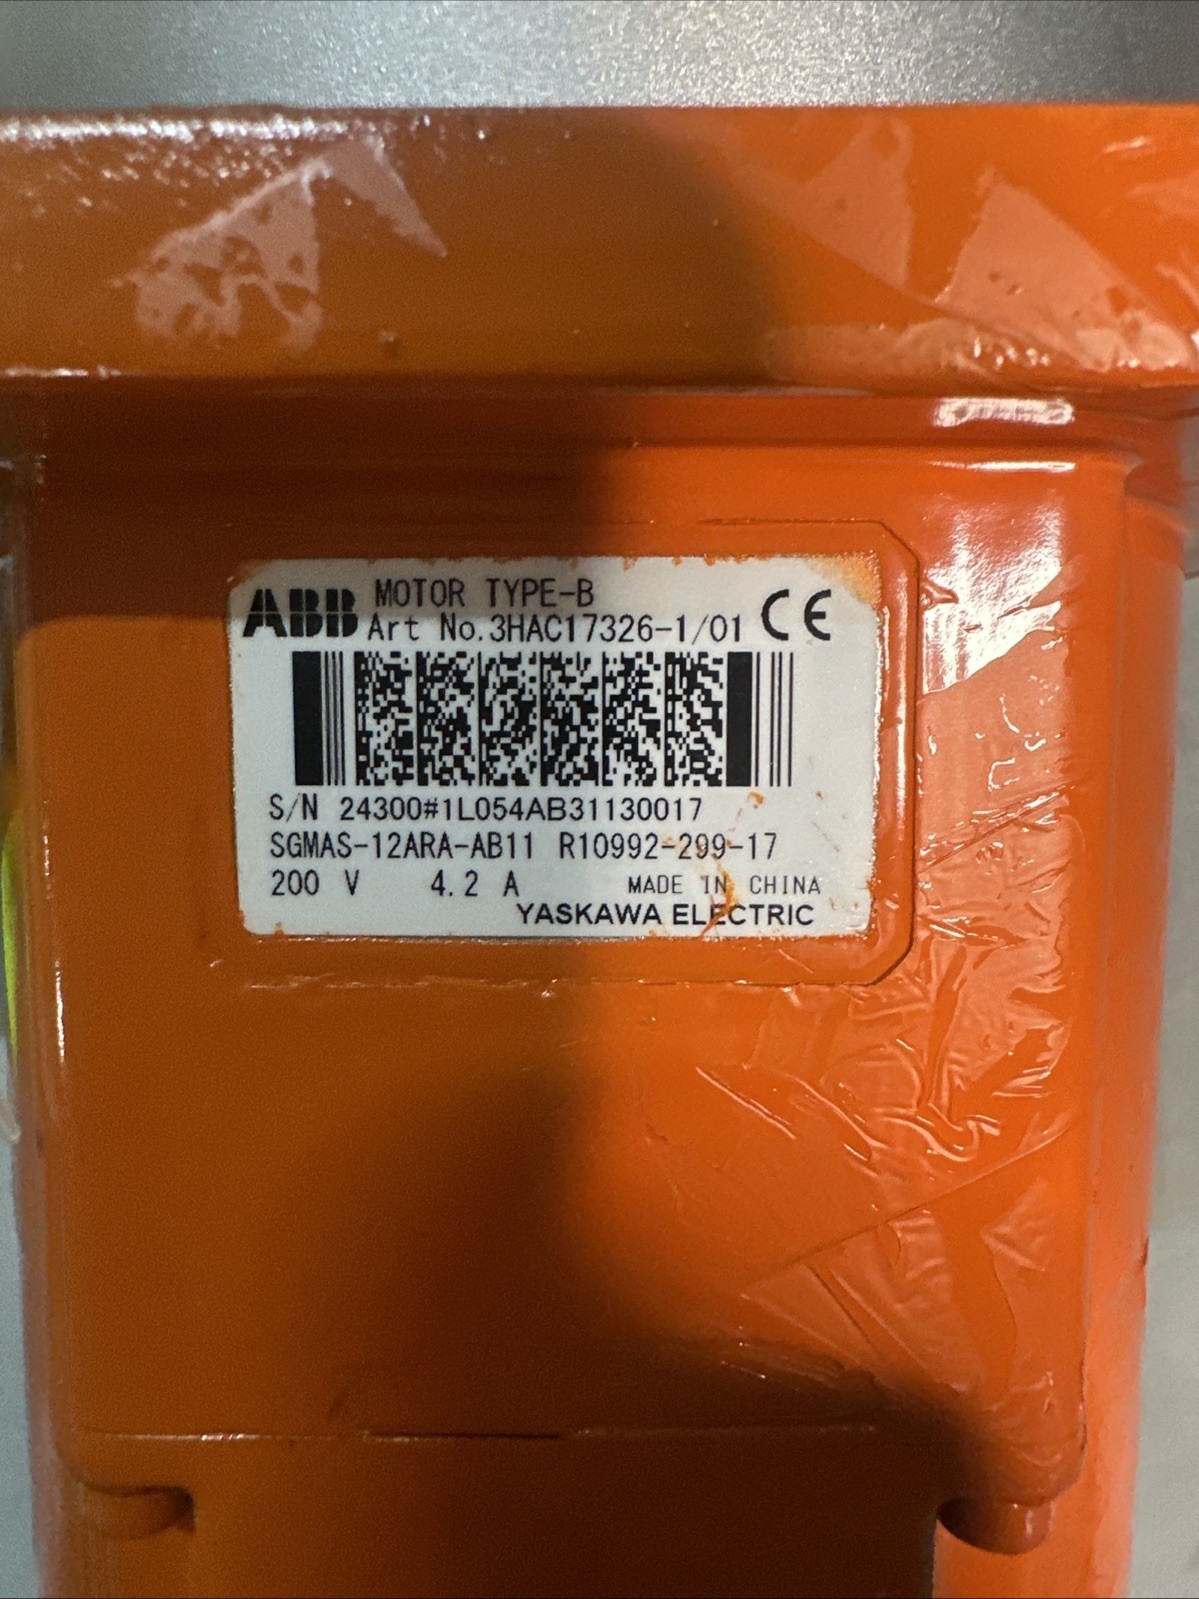 ABB MOTOR TYPE-B
Art No.3HAC17326-1/01 CE
S/N 24300#1L054AB31130017
SGMAS-12ARA-AB11 R10992-299-17
200 V 4.2 A MADE IN CHINA
YASKAWA ELECTRIC